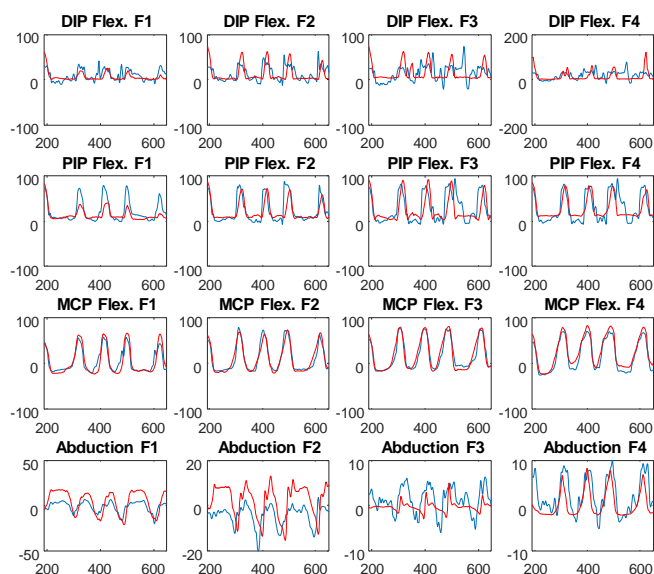 DIP Flex. F1 DIP Flex. F2 DIP Flex. F3 DIP Flex. F4
100 100 100 200
0 0 0 0
-100 -100 -100 -200
200 400 600 200 400 600 200 400 600 200 400 600
PIP Flex. F1 PIP Flex. F2 PIP Flex. F3 PIP Flex. F4
100 100 100 100
0 0 0 0
-100 -100 -100 -100
200 400 600 200 400 600 200 400 600 200 400 600
MCP Flex. F1 MCP Flex. F2 MCP Flex. F3 MCP Flex. F4
100 100 100 100
0 0 0 0
-100 -100 -100 -100
200 400 600 200 400 600 200 400 600 200 400 600
Abduction F1 Abduction F2 Abduction F3 Abduction F4
50 20 10 10
0 0 0 0
-50 -20 -10 -10
200 400 600 200 400 600 200 400 600 200 400 600